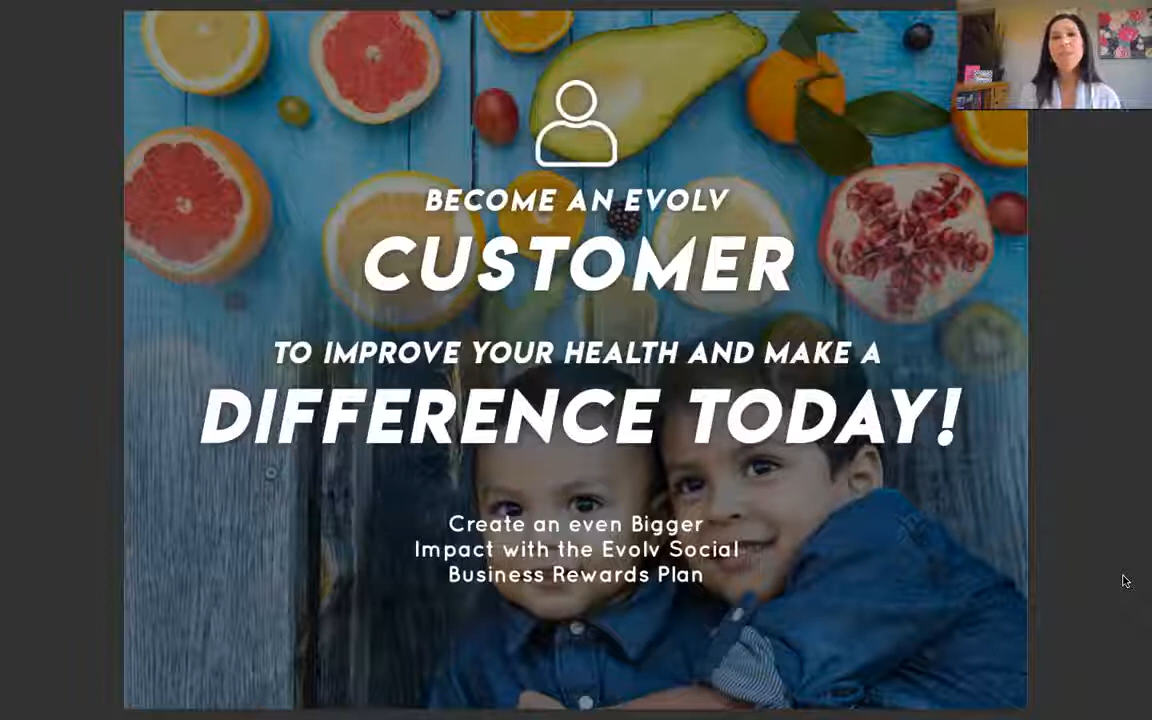 BECOME AN EVOLV
CUSTOMER
TO IMPROVE YOUR HEALTH AND MAKE A
DIFFERENCE TODAY!
Create an even Bigger
Impact with the Evolv Social
Business Rewards Plan